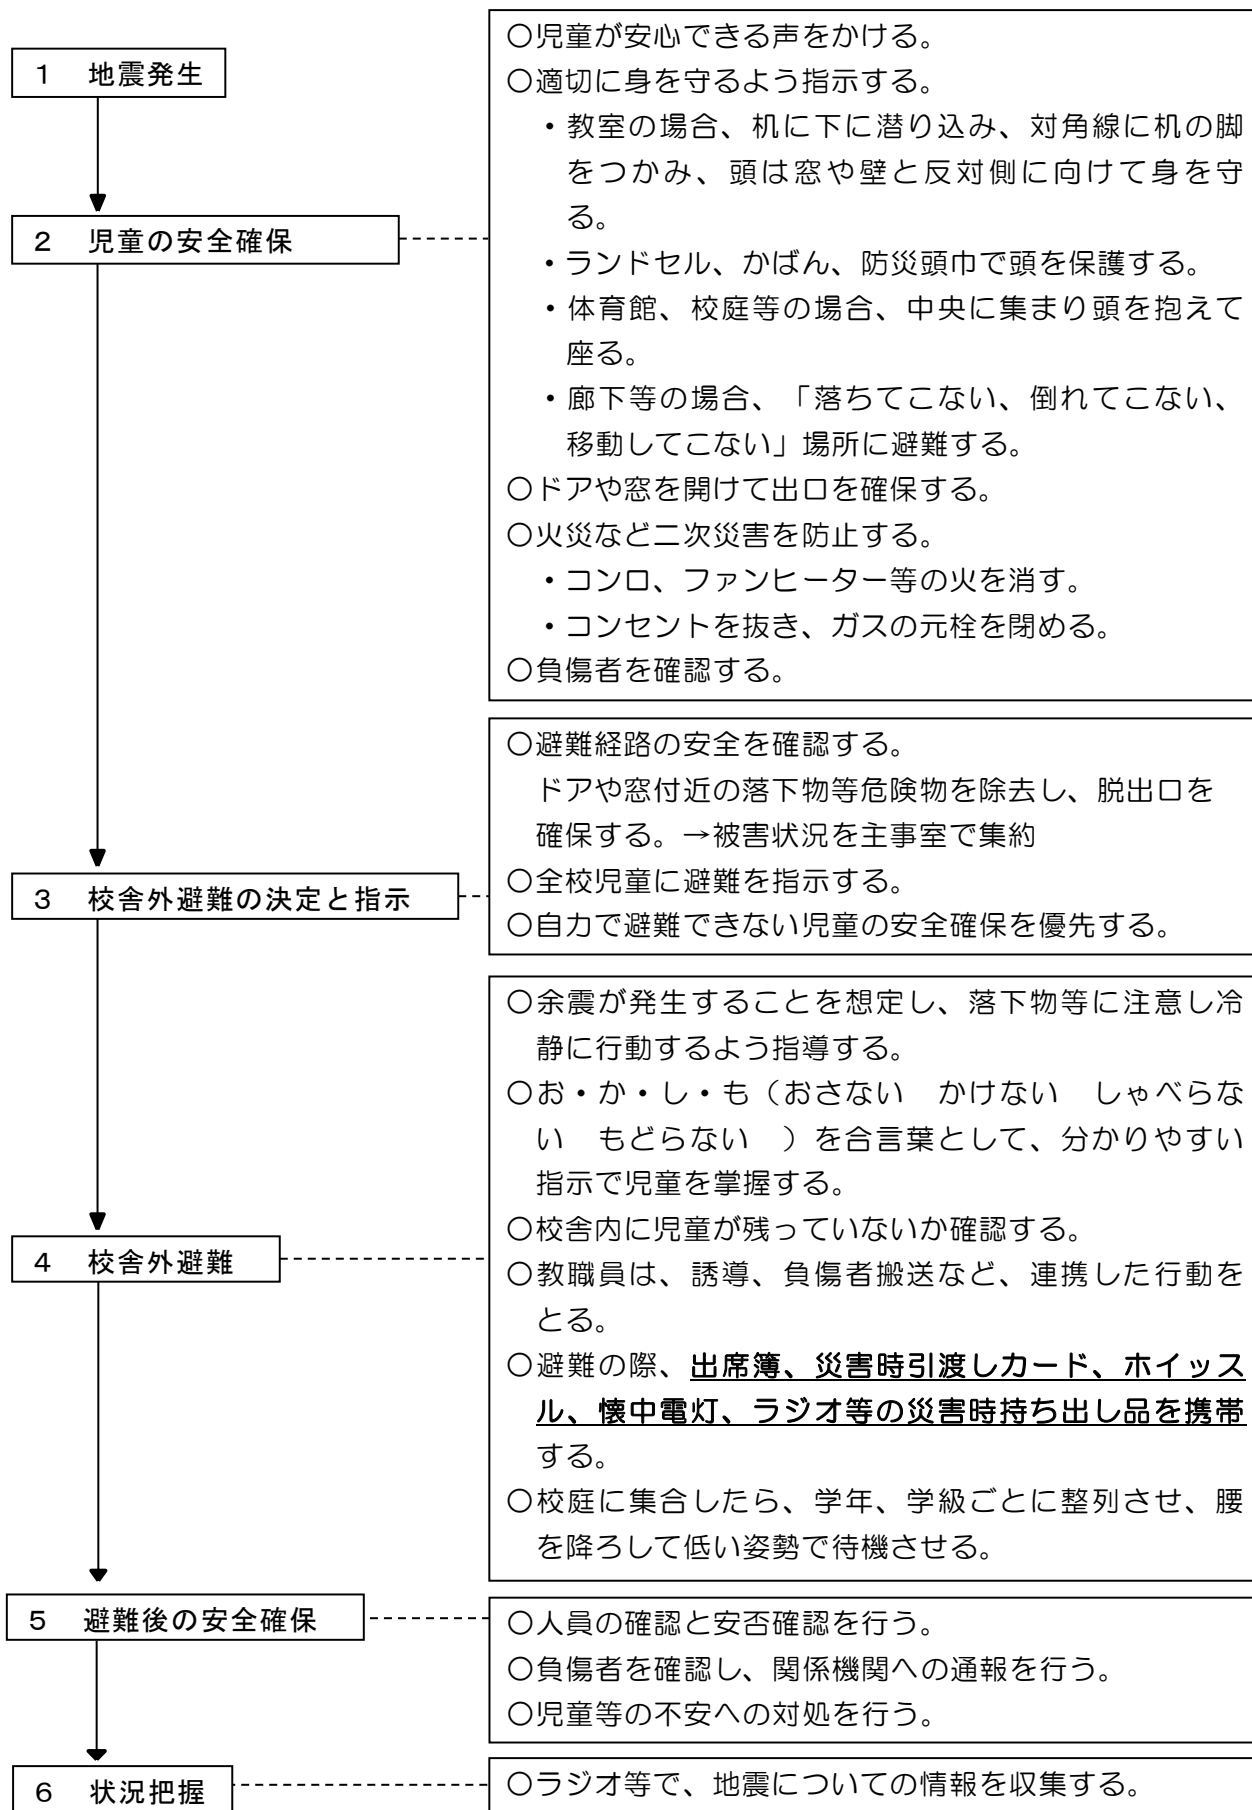 1　地震発生
○児童が安心できる声をかける。
○適切に身を守るよう指示する。
・教室の場合、机に下に潜り込み、対角線に机の脚
をつかみ、頭は窓や壁と反対側に向けて身を守
る。
2　児童の安全確保
・ランドセル、かばん、防災頭巾で頭を保護する。
・体育館、校庭等の場合、中央に集まり頭を抱えて
座る。
・廊下等の場合、「落ちてこない、倒れてこない、
移動してこない」場所に避難する。
○ドアや窓を開けて出口を確保する。
○火災など二次災害を防止する。
・コンロ、ファンヒーター等の火を消す。
・コンセントを抜き、ガスの元栓を閉める。
○負傷者を確認する。
3　校舎外避難の決定と指示
○避難経路の安全を確認する。
ドアや窓付近の落下物等危険物を除去し、脱出口を
確保する。→被害状況を主事室で集約
○全校児童に避難を指示する。
○自力で避難できない児童の安全確保を優先する。
4　校舎外避難
○余震が発生することを想定し、落下物等に注意し冷
静に行動するよう指導する。
○お・か・し・も（おさない　かけない　しゃべらな
い　もどらない　）を合言葉として、分かりやすい
指示で児童を掌握する。
○校舎内に児童が残っていないか確認する。
○教職員は、誘導、負傷者搬送など、連携した行動を
とる。
○避難の際、出席簿、災害時引渡しカード、ホイッス
ル、懐中電灯、ラジオ等の災害時持ち出し品を携帯
する。
○校庭に集合したら、学年、学級ごとに整列させ、腰
を降ろして低い姿勢で待機させる。
5　避難後の安全確保
○人員の確認と安否確認を行う。
○負傷者を確認し、関係機関への通報を行う。
○児童等の不安への対処を行う。
6　状況把握
○ラジオ等で、地震についての情報を収集する。